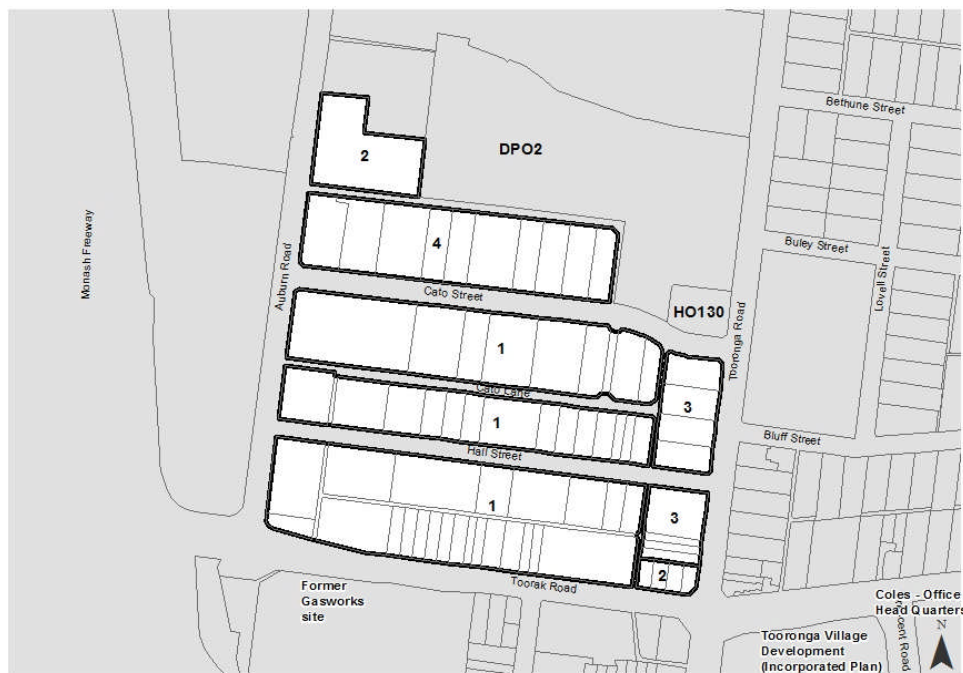 Bethune Street
2
DPO2
Monash Freeway
Auburn Road
4
Buley Street
Lovell Street
Cato Street
HO130
Tooronga Road
1
Cato Lane
3
1
Bluff Street
Hall Street
1
3
2
Toorak Road
Former
Gasworks
site
Coles - Office
Head Quarters
Tooronga Village
Development
(Incorporated Plan)
N